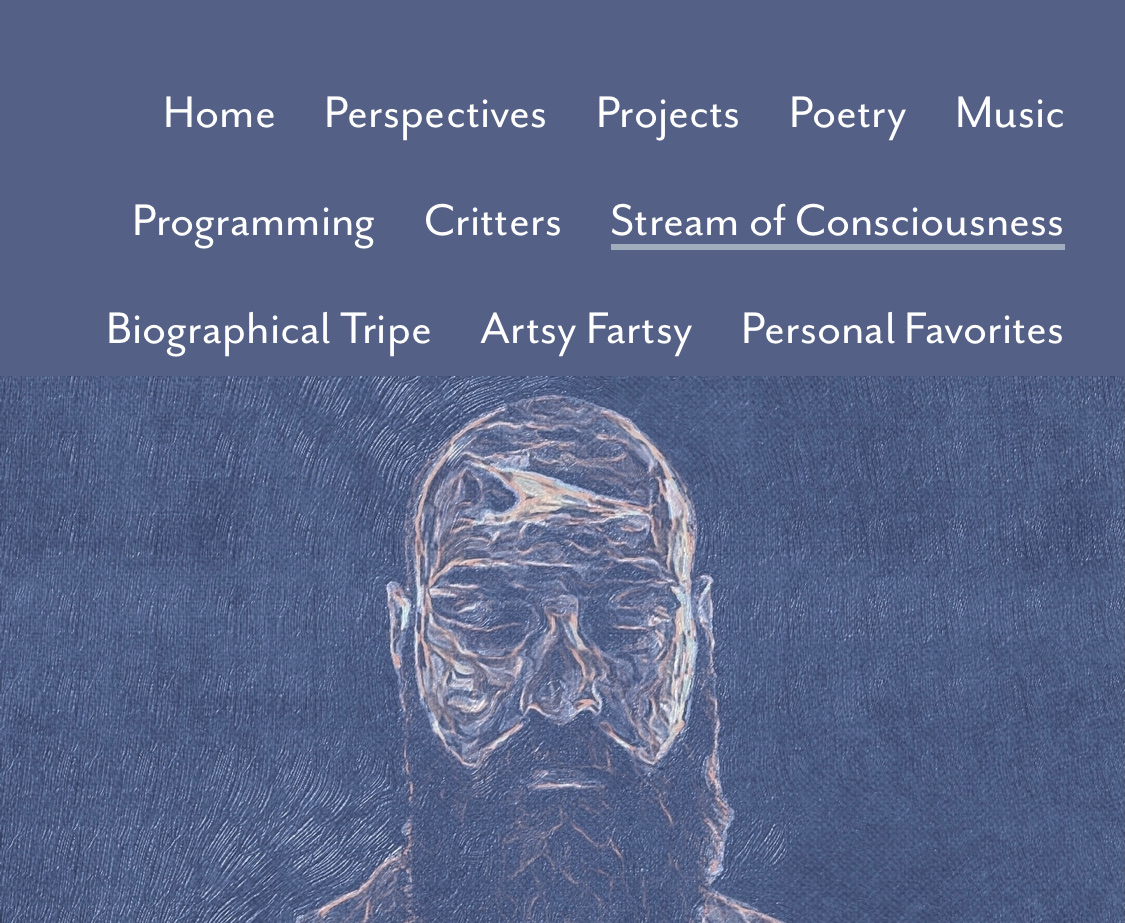 Home Perspectives Projects Poetry Music
Programming Critters Stream of Consciousness
Biographical Tripe Artsy Fartsy Personal Favorites